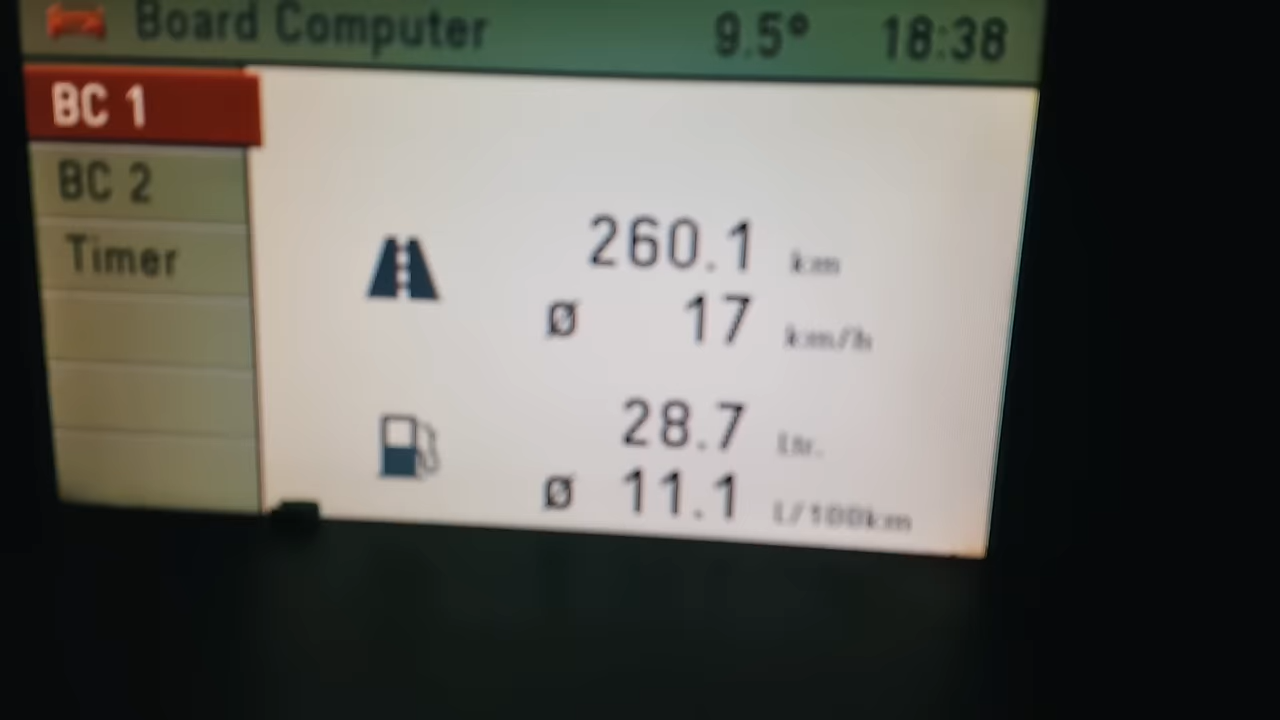 Board Computer 9.5° 18:38
BC 1
BC 2
Timer
260.1 km
ø 17 km/h
28.7 Ltr.
ø 11.1 L/100km